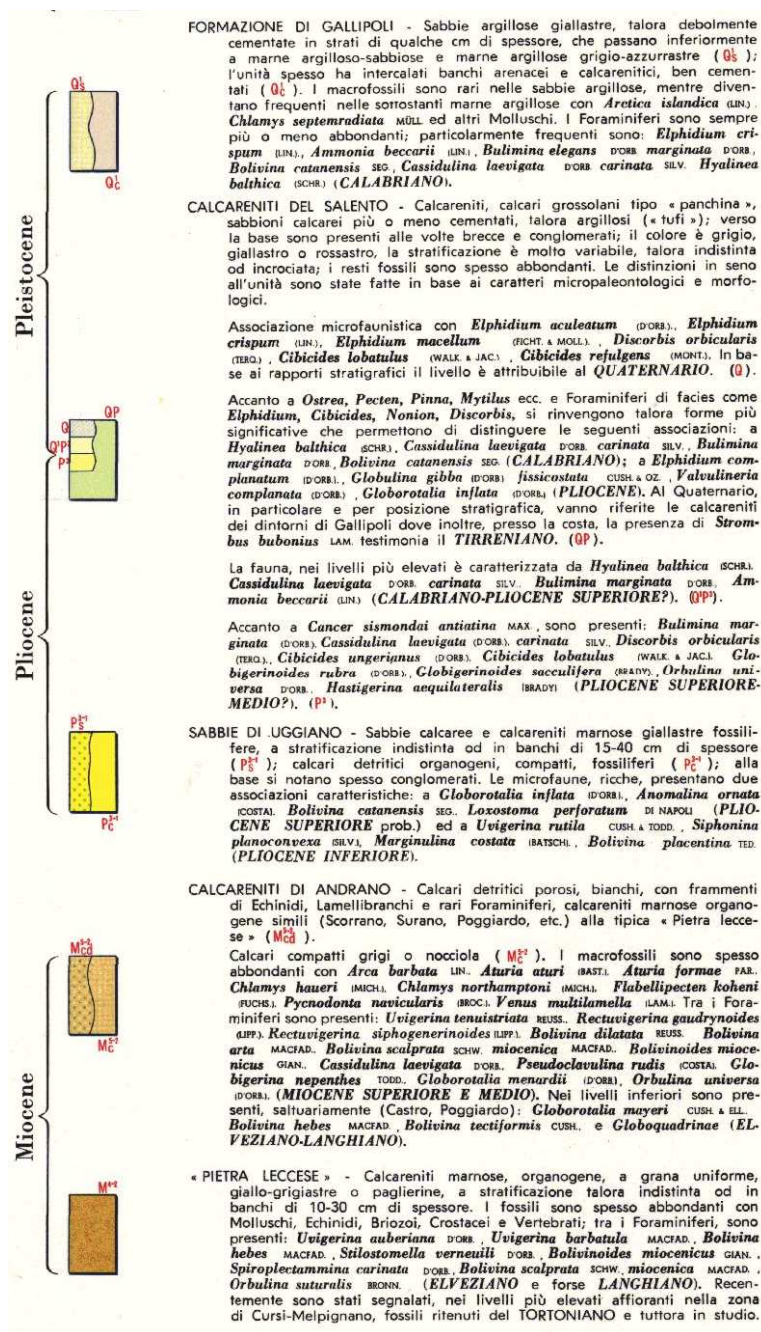 FORMAZIONE DI GALLIPOLI - Sabbie argillose giallastre, talora debolmente
cementate in strati di qualche cm di spessore, che passano inferiormente
a marne argilloso-sabbiose e marne argillose grigio-azzurrastre ( Q¹s );
l'unità spesso ha intercalati banchi arenacei e calcarenitici, ben cemen-
tati ( Q¹c ). I macrofossili sono rari nelle sabbie argillose, mentre diven-
tano frequenti nelle sottostanti marne argillose con Arctica islandica (LIN.) .
Chlamys septemradiata MÜLL. ed altri Molluschi. I Foraminiferi sono sempre
più o meno abbondanti; particolarmente frequenti sono: Elphidium cri-
spum (LIN.)., Ammonia beccarii (LIN.) , Bulimina elegans D'ORB. marginata D'ORB.,
Bolivina catanensis SEG., Cassidulina laevigata D'ORB. carinata SILV. Hyalinea
balthica (SCHR.) (CALABRIANO).
Q¹s
Q¹c
Pleistocene
CALCARENITI DEL SALENTO - Calcareniti, calcari grossolani tipo « panchina »,
sabbioni calcarei più o meno cementati, talora argillosi (« tufi »); verso
la base sono presenti alle volte brecce e conglomerati; il colore è grigio,
giallastro o rossastro, la stratificazione è molto variabile, talora indistinta
od incrociata; i resti fossili sono spesso abbondanti. Le distinzioni in seno
all'unità sono state fatte in base ai caratteri micropaleontologici e morfo-
logici.
Associazione microfaunistica con Elphidium aculeatum (D'ORB.)., Elphidium
crispum (LIN.), Elphidium macellum (FICHT. & MOLL.) , Discorbis orbicularis
(TERQ.) , Cibicides lobatulus (WALK. & JAC.) , Cibicides refulgens (MONT.). In ba-
se ai rapporti stratigrafici il livello è attribuibile al QUATERNARIO. (Q).
Accanto a Ostrea, Pecten, Pinna, Mytilus ecc. e Foraminiferi di facies come
Elphidium, Cibicides, Nonion, Discorbis, si rinvengono talora forme più
significative che permettono di distinguere le seguenti associazioni: a
Hyalinea balthica (SCHR.), Cassidulina laevigata D'ORB. carinata SILV. , Bulimina
marginata D'ORB., Bolivina catanensis SEG. (CALABRIANO); a Elphidium com-
planatum (D'ORB.)., Globulina gibba (D'ORB.) fissicostata CUSH. & OZ. , Valvulineria
complanata (D'ORB.) , Globorotalia inflata (D'ORB.) (PLIOCENE). Al Quaternario,
in particolare e per posizione stratigrafica, vanno riferite le calcareniti
dei dintorni di Gallipoli dove inoltre, presso la costa, la presenza di Strom-
bus bubonius LAM. testimonia il TIRRENIANO. (QP).
QP
Q
Q¹P³
P³
La fauna, nei livelli più elevati è caratterizzata da Hyalinea balthica (SCHR.).
Cassidulina laevigata D'ORB. carinata SILV.. Bulimina marginata D'ORB., Am-
monia beccarii (LIN.) (CALABRIANO-PLIOCENE SUPERIORE?). (Q¹P³).
Accanto a Cancer sismondai antiatina MAX., sono presenti: Bulimina mar-
ginata (D'ORB.), Cassidulina laevigata (D'ORB.). carinata SILV., Discorbis orbicularis
(TERQ.)., Cibicides ungerianus (D'ORB.). Cibicides lobatulus (WALK. & JAC.). Glo-
bigerinoides rubra (D'ORB.)., Globigerinoides sacculifera (BRADY). , Orbulina uni-
versa D'ORB.. Hastigerina aequilateralis (BRADY) (PLIOCENE SUPERIORE-
MEDIO?). (P³).
Pliocene
SABBIE DI UGGIANO - Sabbie calcaree e calcareniti marnose giallastre fossili-
fere, a stratificazione indistinta od in banchi di 15-40 cm di spessore
( P³⁻¹s ); calcari detritici organogeni, compatti, fossiliferi ( P³⁻¹c ); alla
base si notano spesso conglomerati. Le microfaune, ricche, presentano due
associazioni caratteristiche: a Globorotalia inflata (D'ORB.)., Anomalina ornata
(COSTA). Bolivina catanensis SEG., Loxostoma perforatum DI NAPOLI (PLIO-
CENE SUPERIORE prob.) ed a Uvigerina rutila CUSH. & TODD. , Siphonina
planoconvexa (SILV.), Marginulina costata (BATSCH). , Bolivina placentina TED.
(PLIOCENE INFERIORE).
P³⁻¹s
P³⁻¹c
CALCARENITI DI ANDRANO - Calcari detritici porosi, bianchi, con frammenti
di Echinidi, Lamellibranchi e rari Foraminiferi, calcareniti marnose organo-
gene simili (Scorrano, Surano, Poggiardo, etc.) alla tipica « Pietra lecce-
se » ( M⁵⁻²cd ).
Calcari compatti grigi o nocciola ( M⁵⁻²c ). I macrofossili sono spesso
abbondanti con Arca barbata LIN., Aturia aturi (BAST.). Aturia formae PAR..
Chlamys haueri (MICH.). Chlamys northamptoni (MICH.). Flabellipecten koheni
(FUCHS.). Pycnodonta navicularis (BROC.). Venus multilamella (LAM.). Tra i Fora-
miniferi sono presenti: Uvigerina tenuistriata REUSS., Rectuvigerina gaudrynoides
(LIPP.). Rectuvigerina siphogenerinoides (LIPP.). Bolivina dilatata REUSS. Bolivina
arta MACFAD.. Bolivina scalprata SCHW. miocenica MACFAD.. Bolivinoides mioce-
nicus GIAN., Cassidulina laevigata D'ORB., Pseudoclavulina rudis (COSTA). Glo-
bigerina nepenthes TODD., Globorotalia menardii (D'ORB.), Orbulina universa
(D'ORB.). (MIOCENE SUPERIORE E MEDIO). Nei livelli inferiori sono pre-
senti, saltuariamente (Castro, Poggiardo): Globorotalia mayeri CUSH. & ELL.
Bolivina hebes MACFAD. , Bolivina tectiformis CUSH., e Globoquadrinae (EL-
VEZIANO-LANGHIANO).
M⁵⁻²cd
M⁵⁻²c
Miocene
« PIETRA LECCESE » - Calcareniti marnose, organogene, a grana uniforme,
giallo-grigiastre o paglierine, a stratificazione talora indistinta od in
banchi di 10-30 cm di spessore. I fossili sono spesso abbondanti con
Molluschi, Echinidi, Briozoi, Crostacei e Vertebrati; tra i Foraminiferi, sono
presenti: Uvigerina auberiana D'ORB. , Uvigerina barbatula MACFAD., Bolivina
hebes MACFAD. , Stilostomella verneuili D'ORB. , Bolivinoides miocenicus GIAN. ,
Spiroplectammina carinata D'ORB., Bolivina scalprata SCHW., miocenica MACFAD. ,
Orbulina suturalis BRONN. , (ELVEZIANO e forse LANGHIANO). Recen-
temente sono stati segnalati, nei livelli più elevati affioranti nella zona
di Cursi-Melpignano, fossili ritenuti del TORTONIANO e tuttora in studio.
M⁴⁻²